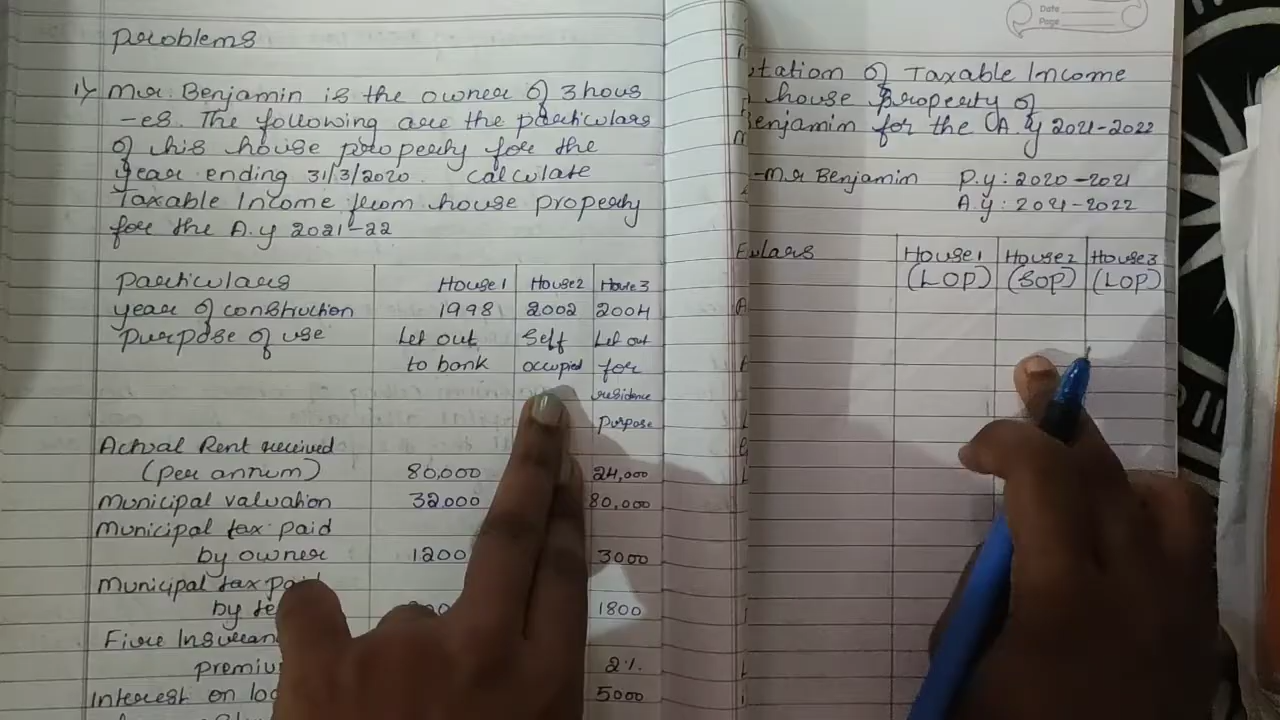 Problems
1) Mr. Benjamin is the owner of 3 hous
-es. The following are the particulars
of his house property for the
year ending 31/3/2020. Calculate
Taxable Income from house property
for the A.y 2021-22
Particulars House1 House2 House3
year of construction 1998 2002 2004
purpose of use Let out Self Let out
to bank occupied for
residence
purpose
Actual Rent received
(per annum) 80,000 24,000
Municipal valuation 32000 80,000
Municipal tax paid
by owner 1200 3000
Municipal tax
by 1800
Fire
2%.
Interest on 5000
Date
Page
of Taxable Income
house property of
for the A.y 2021-2022
-Mr Benjamin P.y : 2020-2021
A.y : 2021-2022
House1 House2 House3
(LOP) (SOP) (LOP)